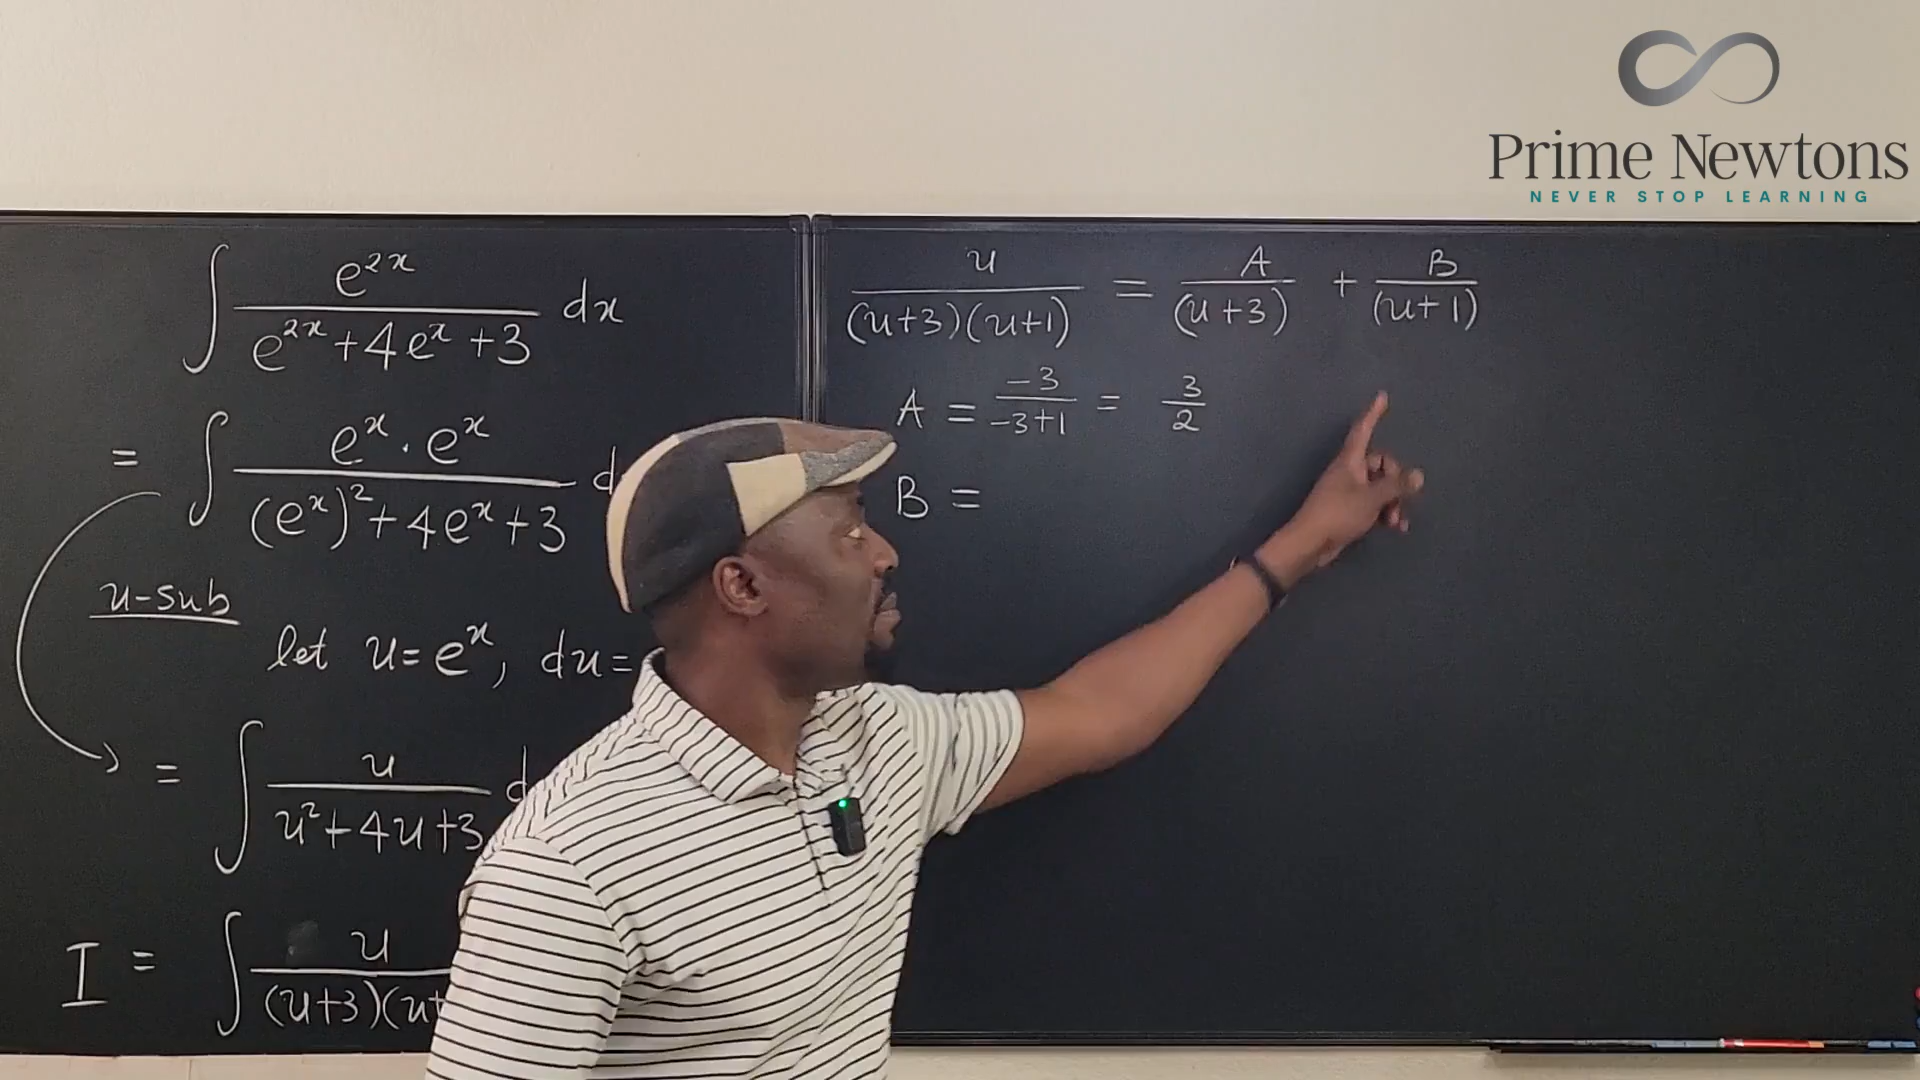 Prime Newtons
NEVER STOP LEARNING
∫ e^{2x} / (e^{2x} + 4e^x + 3) dx
= ∫ e^x · e^x / ((e^x)^2 + 4e^x + 3) d
u-sub
let u = e^x, du =
= ∫ u / (u^2 + 4u + 3) d
I = ∫ u / (u+3)(u+
u / (u+3)(u+1) = A / (u+3) + B / (u+1)
A = -3 / -3+1 = 3 / 2
B =